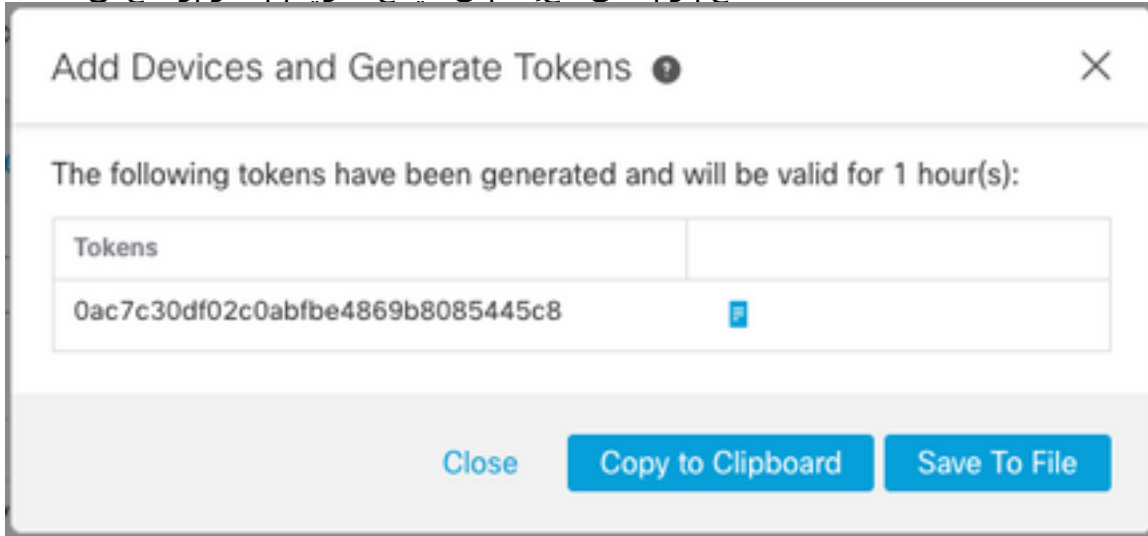 Add Devices and Generate Tokens ?
The following tokens have been generated and will be valid for 1 hour(s):
Tokens
0ac7c30df02c0abfbe4869b8085445c8
Close Copy to Clipboard Save To File